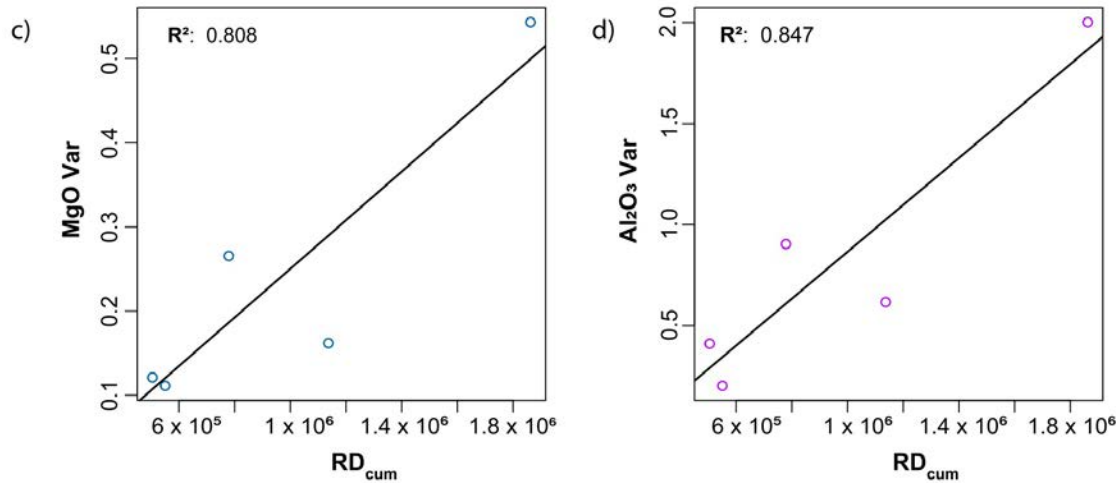 c)
R²: 0.808
MgO Var
0.5
0.4
0.3
0.2
0.1
6 x 10⁵
1 x 10⁶
1.4 x 10⁶
1.8 x 10⁶
RDcum
d)
R²: 0.847
Al₂O₃ Var
2.0
1.5
1.0
0.5
6 x 10⁵
1 x 10⁶
1.4 x 10⁶
1.8 x 10⁶
RDcum